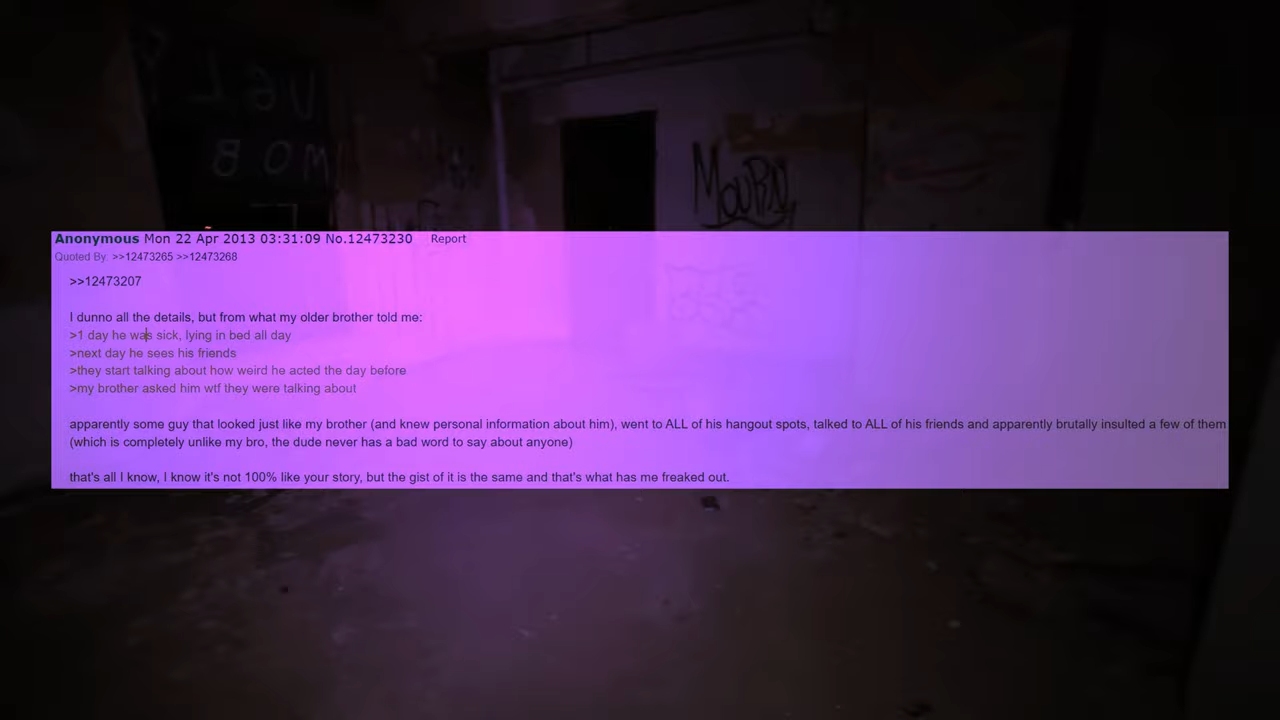 MOURN
Anonymous Mon 22 Apr 2013 03:31:09 No.12473230 Report
Quoted By: >>12473265 >>12473268
>>12473207
I dunno all the details, but from what my older brother told me:
>1 day he was sick, lying in bed all day
>next day he sees his friends
>they start talking about how weird he acted the day before
>my brother asked him wtf they were talking about
apparently some guy that looked just like my brother (and knew personal information about him), went to ALL of his hangout spots, talked to ALL of his friends and apparently brutally insulted a few of them
(which is completely unlike my bro, the dude never has a bad word to say about anyone)
that's all I know, I know it's not 100% like your story, but the gist of it is the same and that's what has me freaked out.